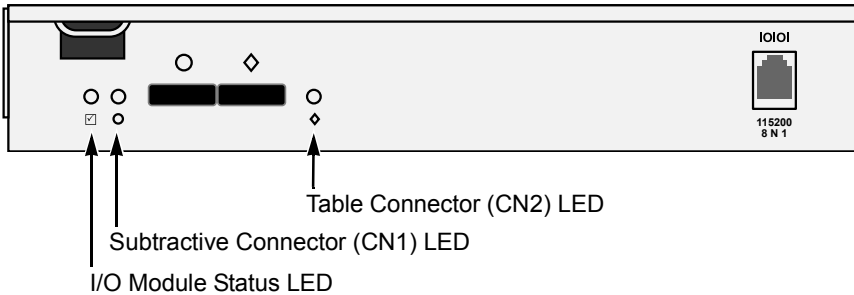 IOIOI
115200
8 N 1
Table Connector (CN2) LED
Subtractive Connector (CN1) LED
I/O Module Status LED